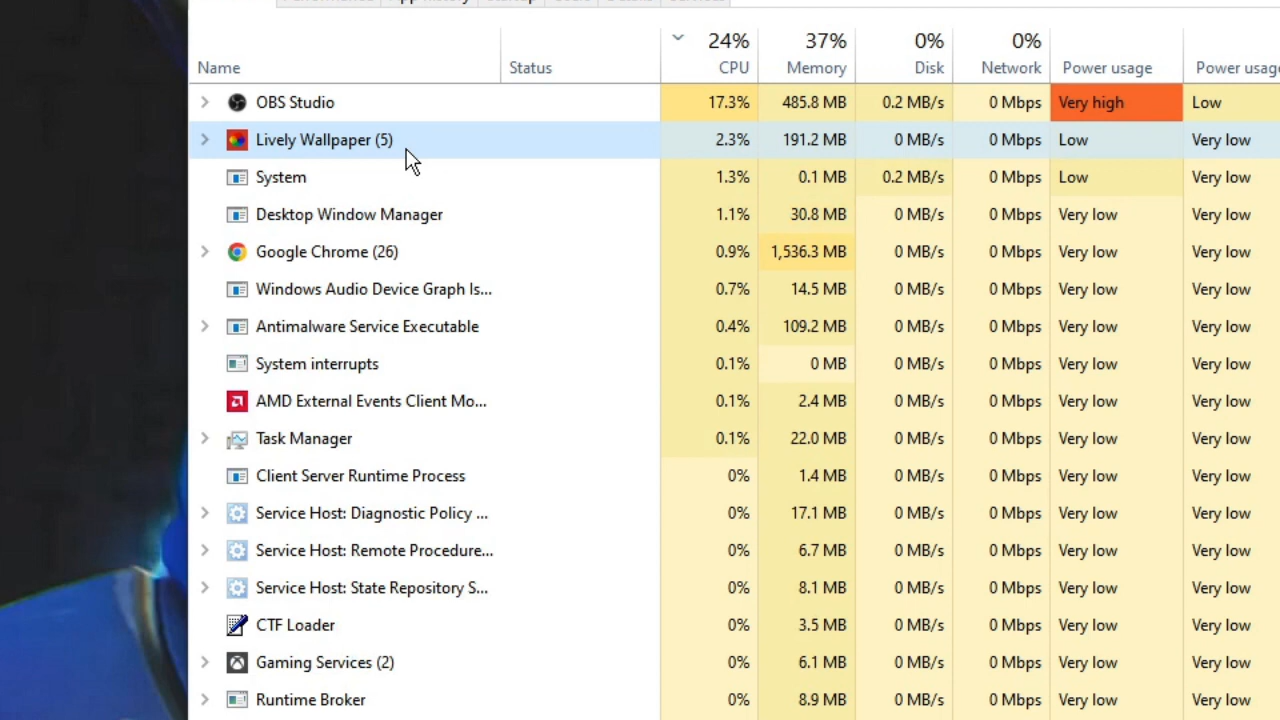 App history
24% 37% 0% 0%
Name Status CPU Memory Disk Network Power usage Power usag
OBS Studio 17.3% 485.8 MB 0.2 MB/s 0 Mbps Very high Low
Lively Wallpaper (5) 2.3% 191.2 MB 0 MB/s 0 Mbps Low Very low
System 1.3% 0.1 MB 0.2 MB/s 0 Mbps Low Very low
Desktop Window Manager 1.1% 30.8 MB 0 MB/s 0 Mbps Very low Very low
Google Chrome (26) 0.9% 1,536.3 MB 0 MB/s 0 Mbps Very low Very low
Windows Audio Device Graph Is... 0.7% 14.5 MB 0 MB/s 0 Mbps Very low Very low
Antimalware Service Executable 0.4% 109.2 MB 0 MB/s 0 Mbps Very low Very low
System interrupts 0.1% 0 MB 0 MB/s 0 Mbps Very low Very low
AMD External Events Client Mo... 0.1% 2.4 MB 0 MB/s 0 Mbps Very low Very low
Task Manager 0.1% 22.0 MB 0 MB/s 0 Mbps Very low Very low
Client Server Runtime Process 0% 1.4 MB 0 MB/s 0 Mbps Very low Very low
Service Host: Diagnostic Policy ... 0% 17.1 MB 0 MB/s 0 Mbps Very low Very low
Service Host: Remote Procedure... 0% 6.7 MB 0 MB/s 0 Mbps Very low Very low
Service Host: State Repository S... 0% 8.1 MB 0 MB/s 0 Mbps Very low Very low
CTF Loader 0% 3.5 MB 0 MB/s 0 Mbps Very low Very low
Gaming Services (2) 0% 6.1 MB 0 MB/s 0 Mbps Very low Very low
Runtime Broker 0% 8.9 MB 0 MB/s 0 Mbps Very low Very low